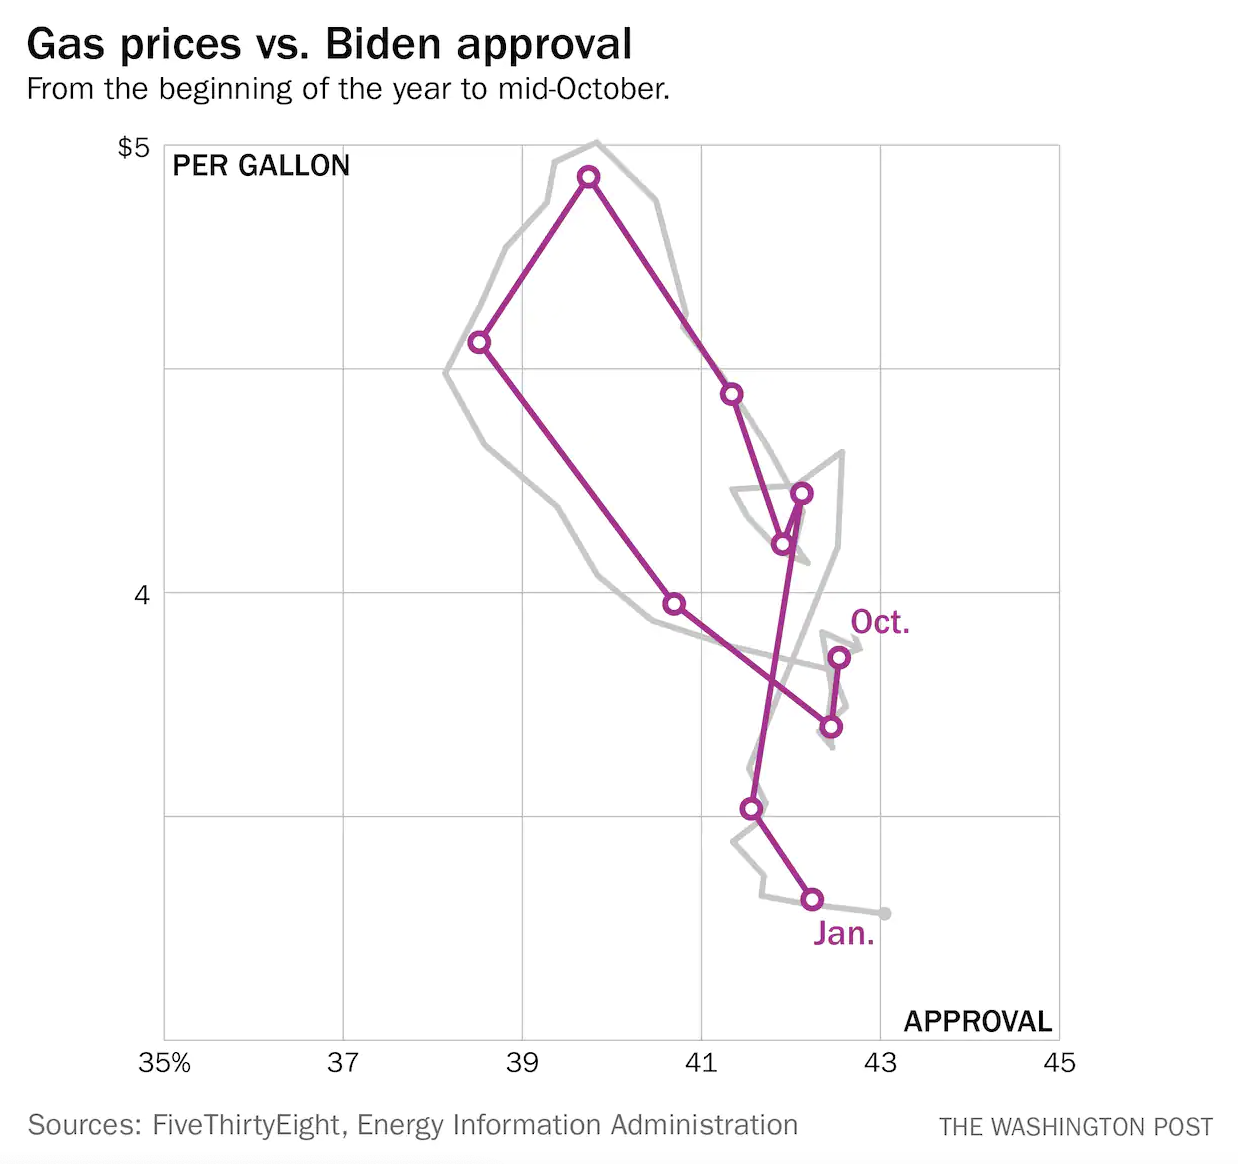 Gas prices vs. Biden approval
From the beginning of the year to mid-October.
$5
PER GALLON
4
Oct.
Jan.
APPROVAL
35% 37 39 41 43 45
Sources: FiveThirtyEight, Energy Information Administration
THE WASHINGTON POST